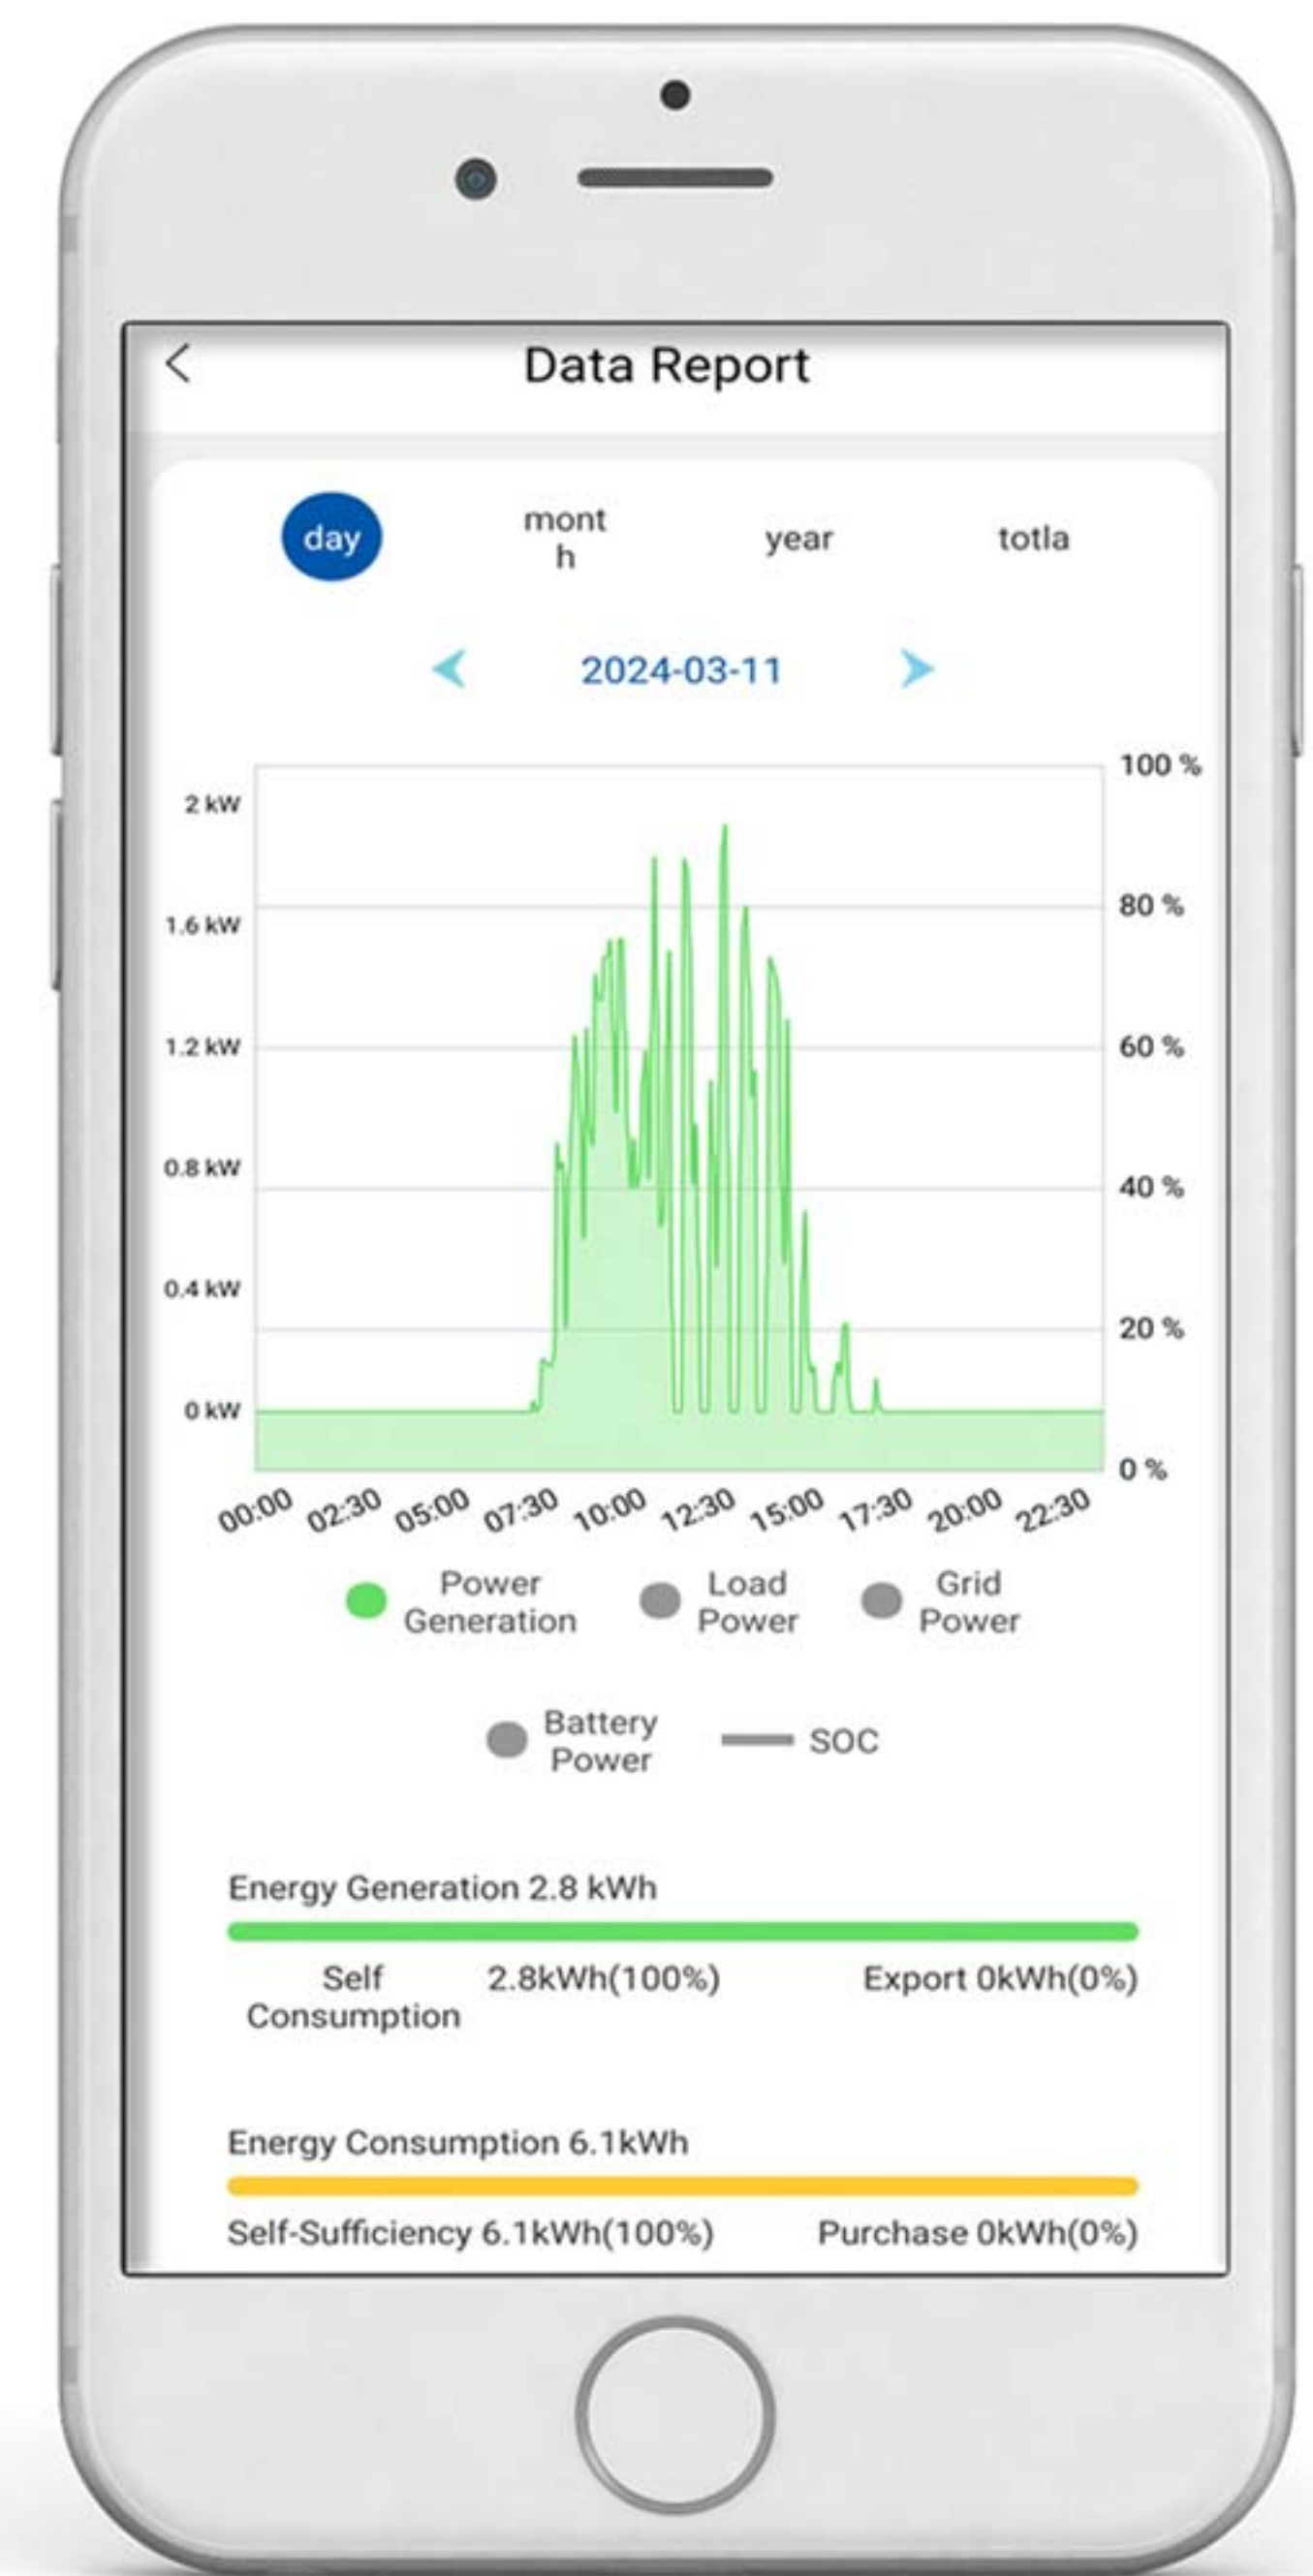 Data Report
day
mont
h
year
totla
2024-03-11
100 %
2 kW
80 %
1.6 kW
1.2 kW
60 %
0.8 kW
40 %
0.4 kW
20 %
0 kW
0 %
00:00 02:30 05:00 07:30 10:00 12:30 15:00 17:30 20:00 22:30
Power
Generation
Load
Power
Grid
Power
Battery
Power
SOC
Energy Generation 2.8 kWh
Self
Consumption
2.8kWh(100%)
Export 0kWh(0%)
Energy Consumption 6.1kWh
Self-Sufficiency 6.1kWh(100%)
Purchase 0kWh(0%)